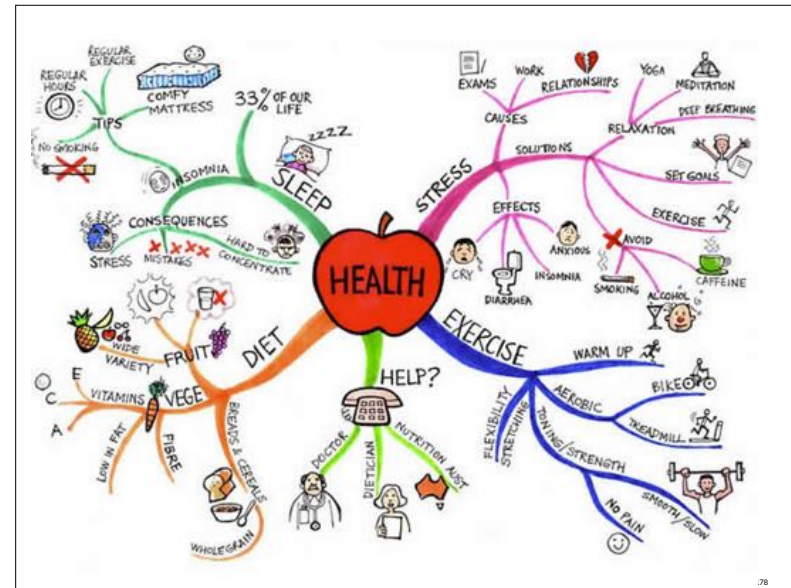 HEALTH
SLEEP
33% OF OUR
LIFE
ZZZZ
INSOMNIA
TIPS
REGULAR
EXERCISE
REGULAR
HOURS
COMFY
MATTRESS
NO SMOKING
CONSEQUENCES
STRESS
MISTAKES
HARD TO
CONCENTRATE
STRESS
CAUSES
EXAMS
WORK
RELATIONSHIPS
SOLUTIONS
RELAXATION
YOGA
MEDITATION
DEEP BREATHING
SET GOALS
EXERCISE
AVOID
SMOKING
ALCOHOL
CAFFEINE
EFFECTS
CRY
DIARRHEA
INSOMNIA
ANXIOUS
EXERCISE
WARM UP
AEROBIC
BIKE
TREADMILL
TONING/STRENGTH
SMOOTH/SLOW
NO PAIN
FLEXIBILITY
STRETCHING
HELP?
DOCTOR
DIETICIAN
NUTRITION AUST
DIET
FRUIT
WIDE
VARIETY
VEGE
VITAMINS
E
C
A
LOW IN FAT
FIBRE
BREADS & CEREALS
WHOLEGRAIN